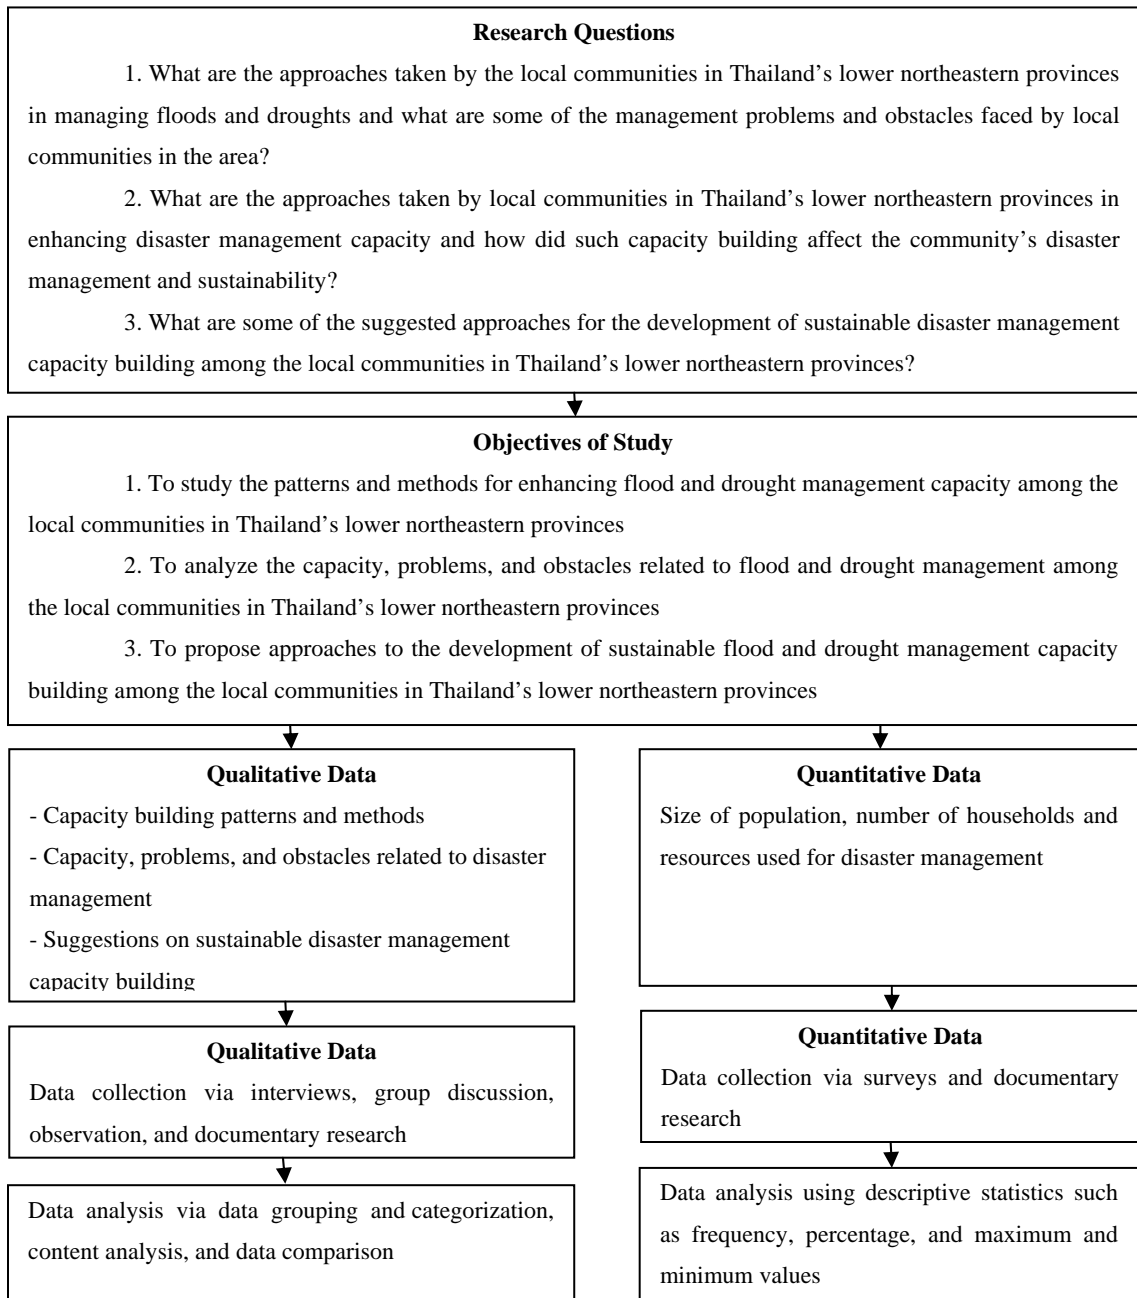 Research Questions
1. What are the approaches taken by the local communities in Thailand’s lower northeastern provinces
in managing floods and droughts and what are some of the management problems and obstacles faced by local
communities in the area?
2. What are the approaches taken by local communities in Thailand’s lower northeastern provinces in
enhancing disaster management capacity and how did such capacity building affect the community’s disaster
management and sustainability?
3. What are some of the suggested approaches for the development of sustainable disaster management
capacity building among the local communities in Thailand’s lower northeastern provinces?
Objectives of Study
1. To study the patterns and methods for enhancing flood and drought management capacity among the
local communities in Thailand’s lower northeastern provinces
2. To analyze the capacity, problems, and obstacles related to flood and drought management among
the local communities in Thailand’s lower northeastern provinces
3. To propose approaches to the development of sustainable flood and drought management capacity
building among the local communities in Thailand’s lower northeastern provinces
Qualitative Data
- Capacity building patterns and methods
- Capacity, problems, and obstacles related to disaster
management
- Suggestions on sustainable disaster management
capacity building
Quantitative Data
Size of population, number of households and
resources used for disaster management
Qualitative Data
Data collection via interviews, group discussion,
observation, and documentary research
Quantitative Data
Data collection via surveys and documentary
research
Data analysis via data grouping and categorization,
content analysis, and data comparison
Data analysis using descriptive statistics such
as frequency, percentage, and maximum and
minimum values